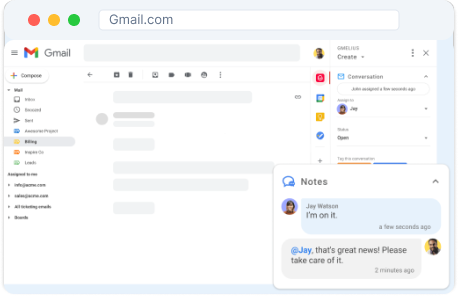 Gmail.com
Gmail
Compose
Mail
Inbox
Snoozed
Sent
Awesome Project
Billing
Inspire Co
Leads
Assigned to me
info@acme.com
sales@acme.com
All ticketing emails
Boards
GMELIUS
Create
Conversation
John assigned a few seconds ago
Assign to
Jay
Status
Open
Tag the conversation
Notes
Jay Watson
I'm on it.
a few seconds ago
@Jay, that's great news! Please
take care of it.
2 minutes ago